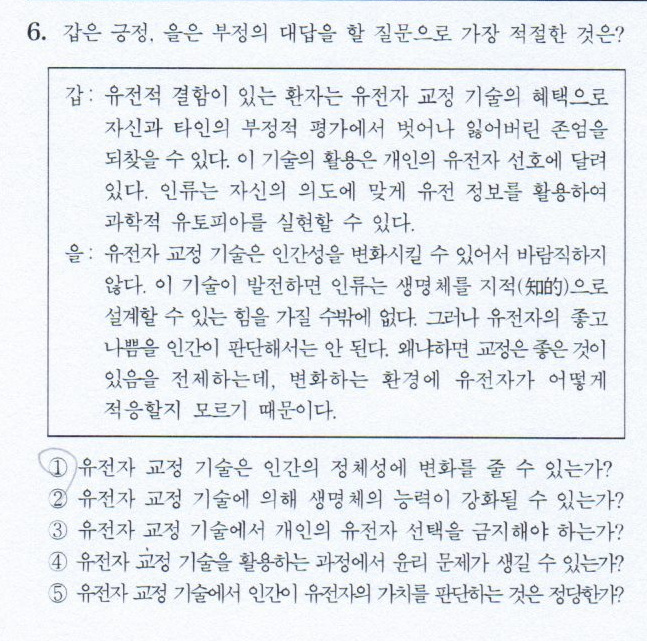 6. 갑은 긍정, 을은 부정의 대답을 할 질문으로 가장 적절한 것은?
갑: 유전적 결함이 있는 환자는 유전자 교정 기술의 혜택으로
자신과 타인의 부정적 평가에서 벗어나 잃어버린 존엄을
되찾을 수 있다. 이 기술의 활용은 개인의 유전자 선호에 달려
있다. 인류는 자신의 의도에 맞게 유전 정보를 활용하여
과학적 유토피아를 실현할 수 있다.
을: 유전자 교정 기술은 인간성을 변화시킬 수 있어서 바람직하지
않다. 이 기술이 발전하면 인류는 생명체를 지적(知的)으로
설계할 수 있는 힘을 가질 수밖에 없다. 그러나 유전자의 좋고
나쁨을 인간이 판단해서는 안 된다. 왜냐하면 교정은 좋은 것이
있음을 전제하는데, 변화하는 환경에 유전자가 어떻게
적응할지 모르기 때문이다.
① 유전자 교정 기술은 인간의 정체성에 변화를 줄 수 있는가?
② 유전자 교정 기술에 의해 생명체의 능력이 강화될 수 있는가?
③ 유전자 교정 기술에서 개인의 유전자 선택을 금지해야 하는가?
④ 유전자 교정 기술을 활용하는 과정에서 윤리 문제가 생길 수 있는가?
⑤ 유전자 교정 기술에서 인간이 유전자의 가치를 판단하는 것은 정당한가?